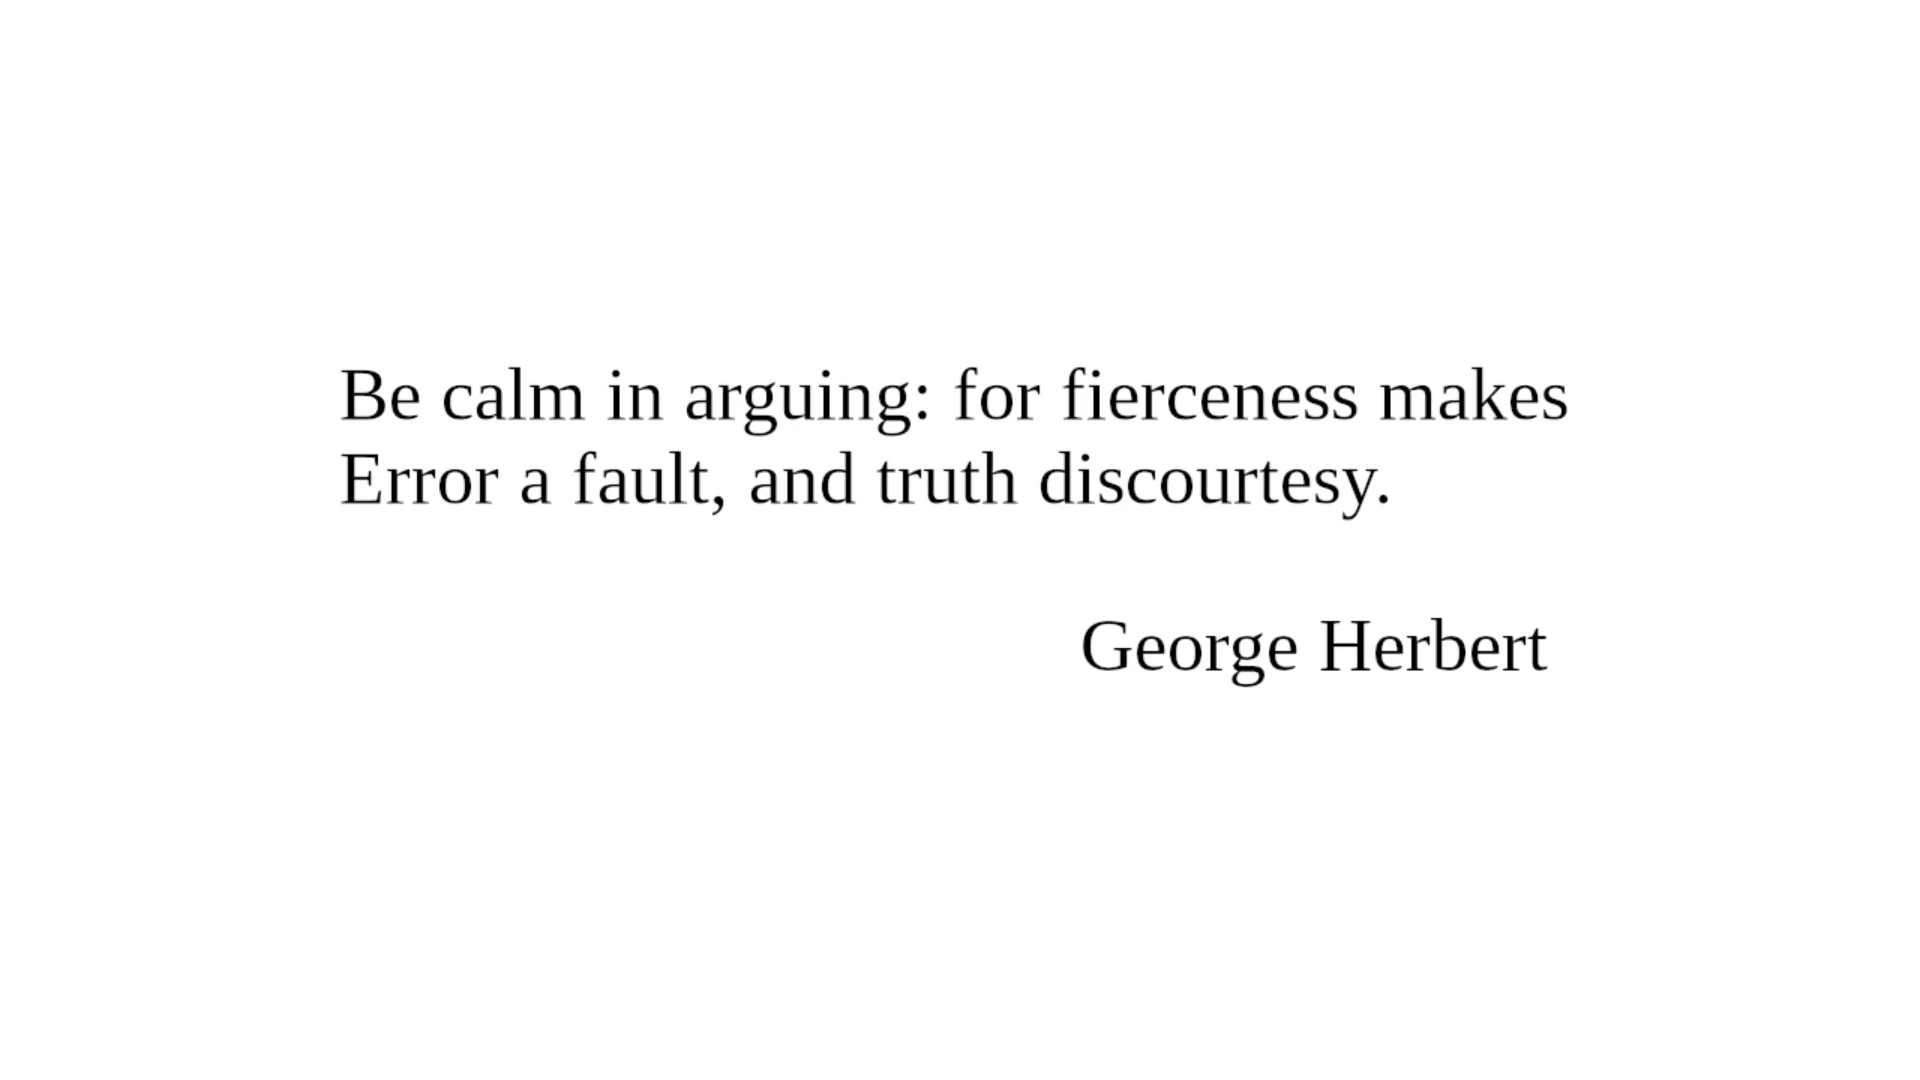 Be calm in arguing: for fierceness makes
Error a fault, and truth discourtesy.
George Herbert